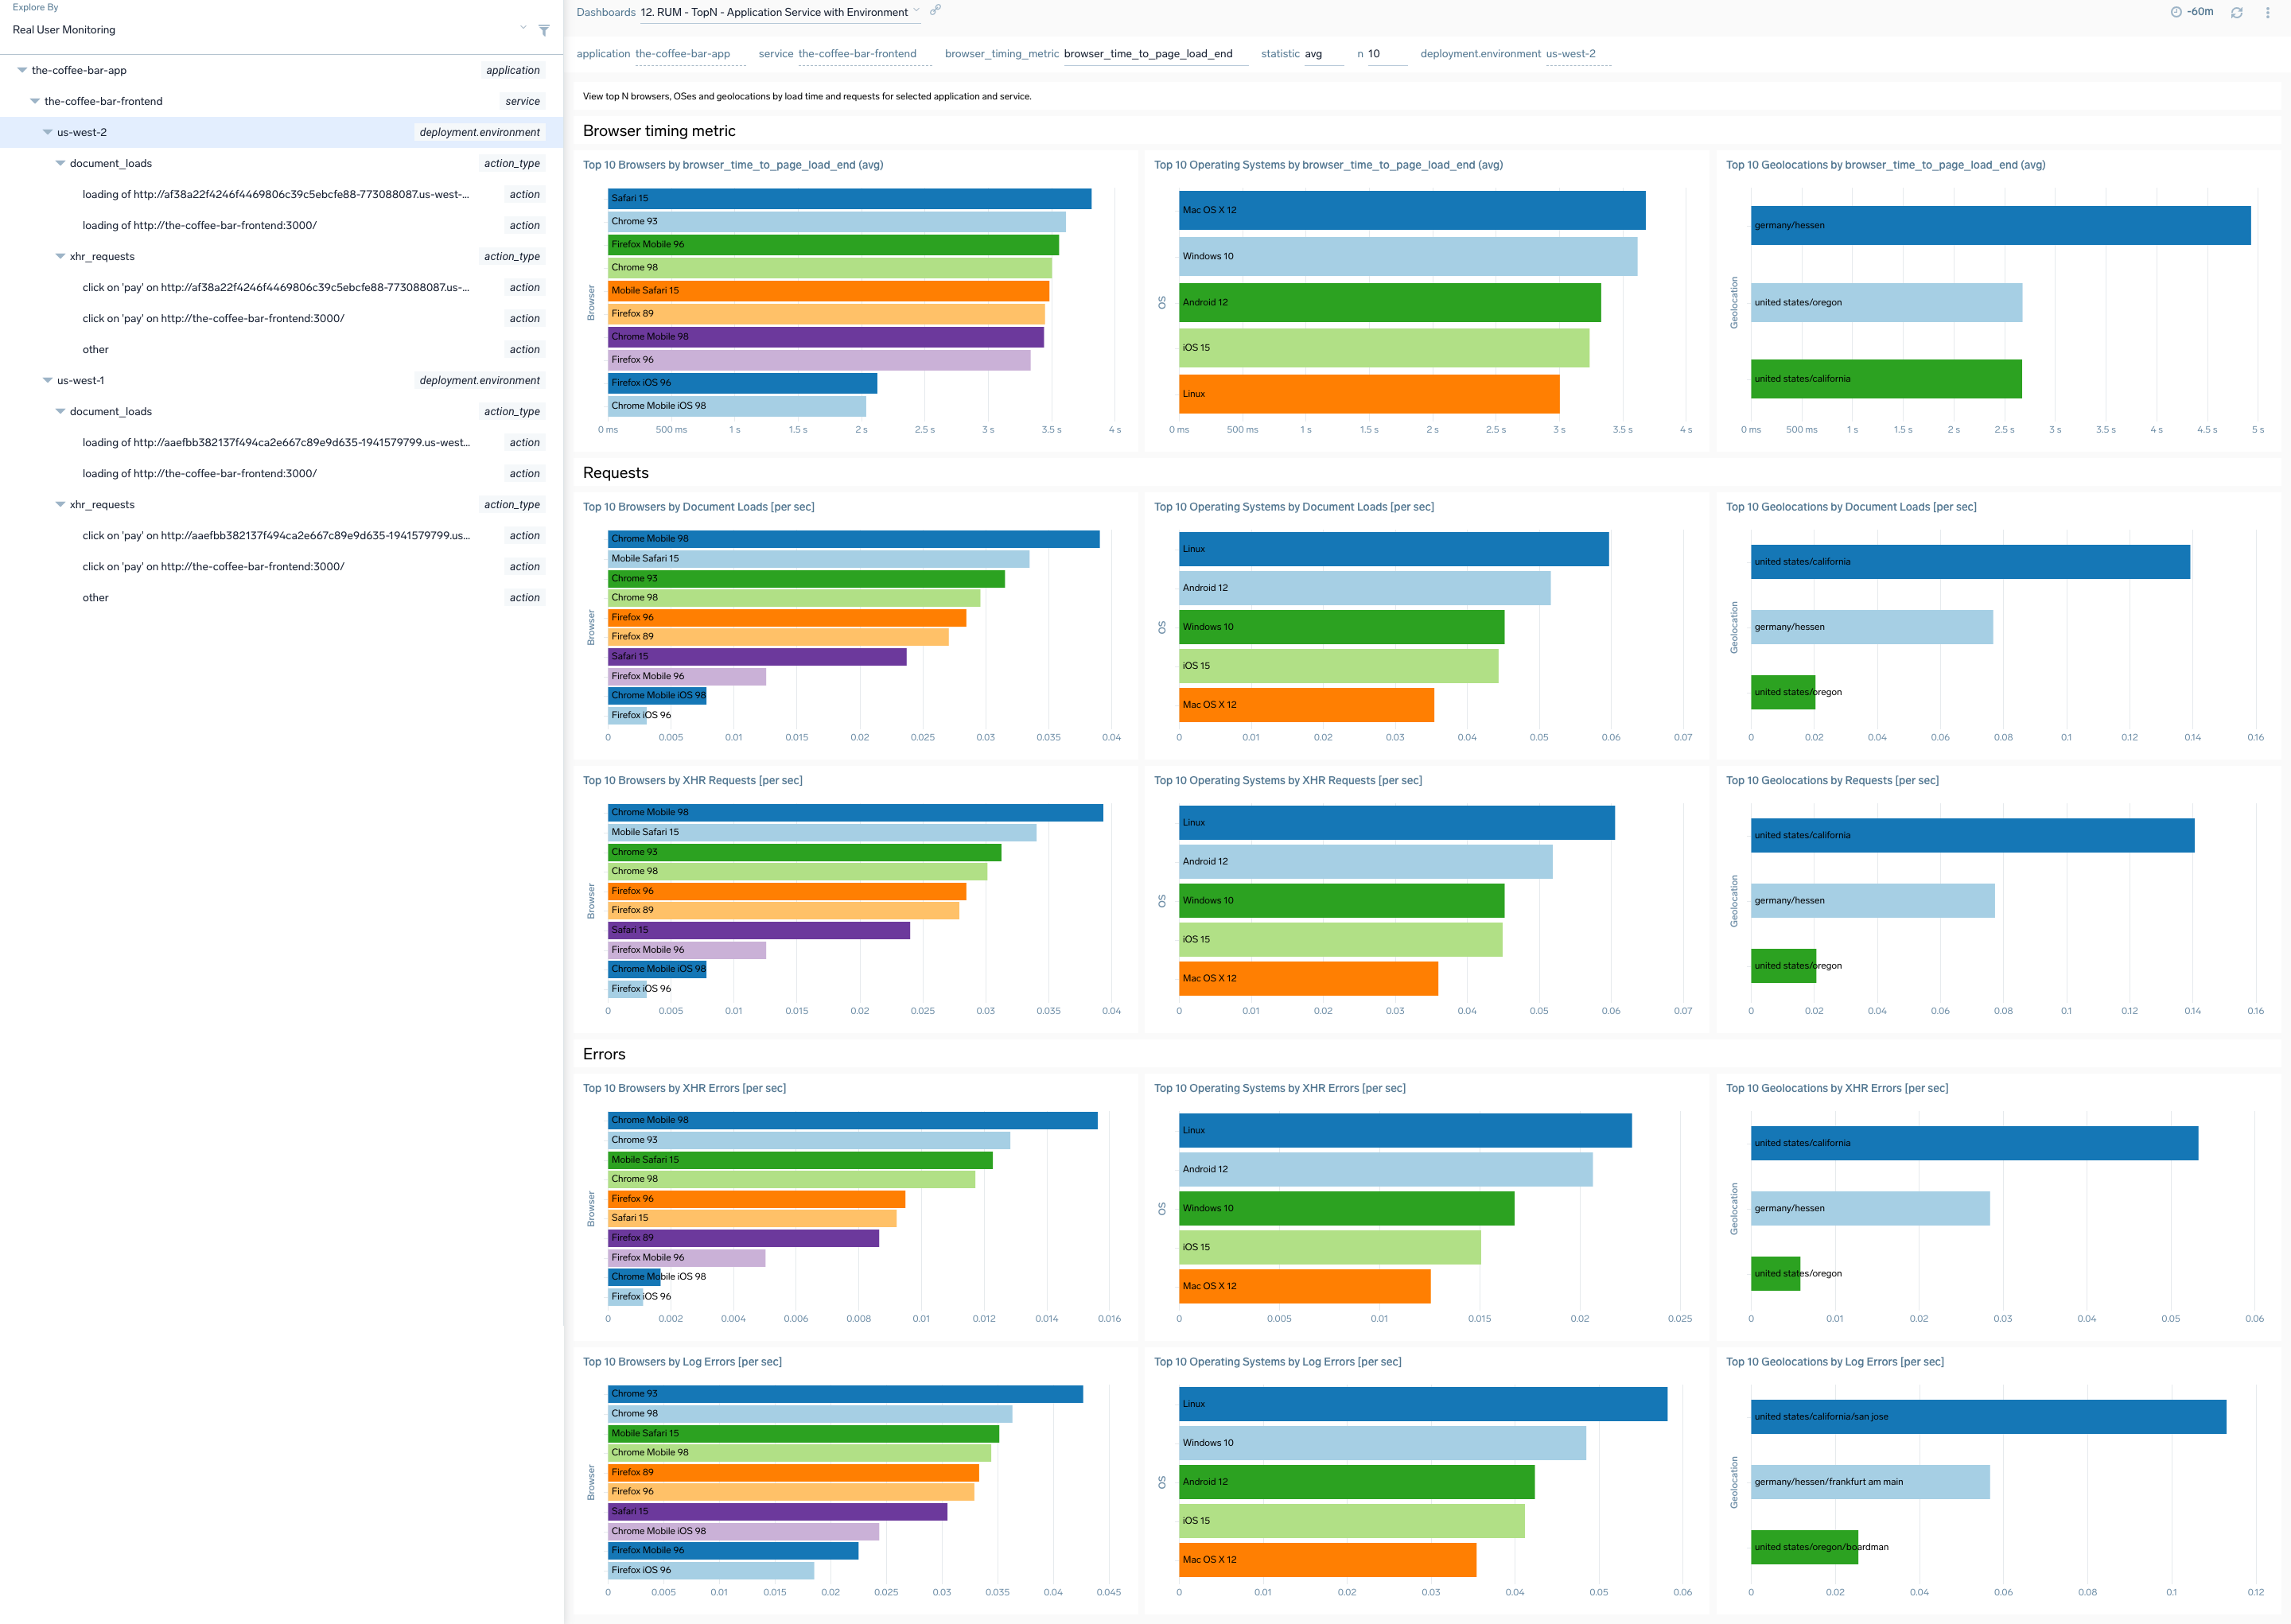 Explore By
Real User Monitoring
the-coffee-bar-app application
the-coffee-bar-frontend service
us-west-2 deployment.environment
document_loads action_type
loading of http://af38a22f4246f4469806c39c5ebcfe88-773088087.us-west-... action
loading of http://the-coffee-bar-frontend:3000/ action
xhr_requests action_type
click on 'pay' on http://af38a22f4246f4469806c39c5ebcfe88-773088087.us-... action
click on 'pay' on http://the-coffee-bar-frontend:3000/ action
other action
us-west-1 deployment.environment
document_loads action_type
loading of http://aaefbb382137f494ca2e667c89e9d635-1941579799.us-west... action
loading of http://the-coffee-bar-frontend:3000/ action
xhr_requests action_type
click on 'pay' on http://aaefbb382137f494ca2e667c89e9d635-1941579799.us... action
click on 'pay' on http://the-coffee-bar-frontend:3000/ action
other action
Dashboards 12. RUM - TopN - Application Service with Environment -60m
application the-coffee-bar-app service the-coffee-bar-frontend browser_timing_metric browser_time_to_page_load_end statistic avg n 10 deployment.environment us-west-2
View top N browsers, OSes and geolocations by load time and requests for selected application and service.
Browser timing metric
Top 10 Browsers by browser_time_to_page_load_end (avg)
Browser
Safari 15
Chrome 93
Firefox Mobile 96
Chrome 98
Mobile Safari 15
Firefox 89
Chrome Mobile 98
Firefox 96
Firefox iOS 96
Chrome Mobile iOS 98
0 ms 500 ms 1 s 1.5 s 2 s 2.5 s 3 s 3.5 s 4 s
Top 10 Operating Systems by browser_time_to_page_load_end (avg)
OS
Mac OS X 12
Windows 10
Android 12
iOS 15
Linux
0 ms 500 ms 1 s 1.5 s 2 s 2.5 s 3 s 3.5 s 4 s
Top 10 Geolocations by browser_time_to_page_load_end (avg)
Geolocation
germany/hessen
united states/oregon
united states/california
0 ms 500 ms 1 s 1.5 s 2 s 2.5 s 3 s 3.5 s 4 s 4.5 s 5 s
Requests
Top 10 Browsers by Document Loads [per sec]
Browser
Chrome Mobile 98
Mobile Safari 15
Chrome 93
Chrome 98
Firefox 96
Firefox 89
Safari 15
Firefox Mobile 96
Chrome Mobile iOS 98
Firefox iOS 96
0 0.005 0.01 0.015 0.02 0.025 0.03 0.035 0.04
Top 10 Operating Systems by Document Loads [per sec]
OS
Linux
Android 12
Windows 10
iOS 15
Mac OS X 12
0 0.01 0.02 0.03 0.04 0.05 0.06 0.07
Top 10 Geolocations by Document Loads [per sec]
Geolocation
united states/california
germany/hessen
united states/oregon
0 0.02 0.04 0.06 0.08 0.1 0.12 0.14 0.16
Top 10 Browsers by XHR Requests [per sec]
Browser
Chrome Mobile 98
Mobile Safari 15
Chrome 93
Chrome 98
Firefox 96
Firefox 89
Safari 15
Firefox Mobile 96
Chrome Mobile iOS 98
Firefox iOS 96
0 0.005 0.01 0.015 0.02 0.025 0.03 0.035 0.04
Top 10 Operating Systems by XHR Requests [per sec]
OS
Linux
Android 12
Windows 10
iOS 15
Mac OS X 12
0 0.01 0.02 0.03 0.04 0.05 0.06 0.07
Top 10 Geolocations by Requests [per sec]
Geolocation
united states/california
germany/hessen
united states/oregon
0 0.02 0.04 0.06 0.08 0.1 0.12 0.14 0.16
Errors
Top 10 Browsers by XHR Errors [per sec]
Browser
Chrome Mobile 98
Chrome 93
Mobile Safari 15
Chrome 98
Firefox 96
Safari 15
Firefox 89
Firefox Mobile 96
Chrome Mobile iOS 98
Firefox iOS 96
0 0.002 0.004 0.006 0.008 0.01 0.012 0.014 0.016
Top 10 Operating Systems by XHR Errors [per sec]
OS
Linux
Android 12
Windows 10
iOS 15
Mac OS X 12
0 0.005 0.01 0.015 0.02 0.025
Top 10 Geolocations by XHR Errors [per sec]
Geolocation
united states/california
germany/hessen
united states/oregon
0 0.01 0.02 0.03 0.04 0.05 0.06
Top 10 Browsers by Log Errors [per sec]
Browser
Chrome 93
Chrome 98
Mobile Safari 15
Chrome Mobile 98
Firefox 89
Firefox 96
Safari 15
Chrome Mobile iOS 98
Firefox Mobile 96
Firefox iOS 96
0 0.005 0.01 0.015 0.02 0.025 0.03 0.035 0.04 0.045
Top 10 Operating Systems by Log Errors [per sec]
OS
Linux
Windows 10
Android 12
iOS 15
Mac OS X 12
0 0.01 0.02 0.03 0.04 0.05 0.06
Top 10 Geolocations by Log Errors [per sec]
Geolocation
united states/california/san jose
germany/hessen/frankfurt am main
united states/oregon/boardman
0 0.02 0.04 0.06 0.08 0.1 0.12